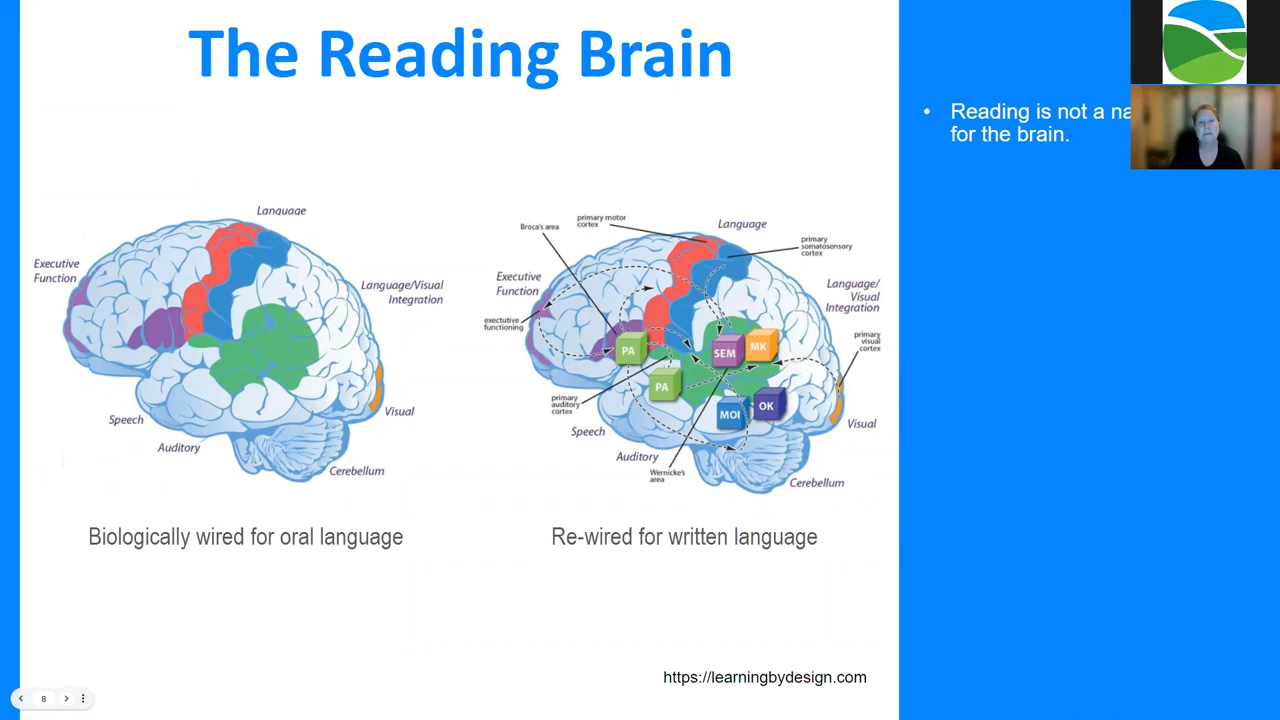 The Reading Brain
• Reading is not a na
for the brain.
Language
Executive
Function
Language/Visual
Integration
Speech
Auditory
Visual
Cerebellum
Biologically wired for oral language
primary motor
cortex
Broca's area
Language
primary
somatosensory
cortex
Executive
Function
Language/
Visual
Integration
executive
functioning
primary
visual
cortex
PA
SEM
MK
PA
MOI
OK
primary
auditory
cortex
Speech
Auditory
Visual
Wernicke's
area
Cerebellum
Re-wired for written language
https://learningbydesign.com
8